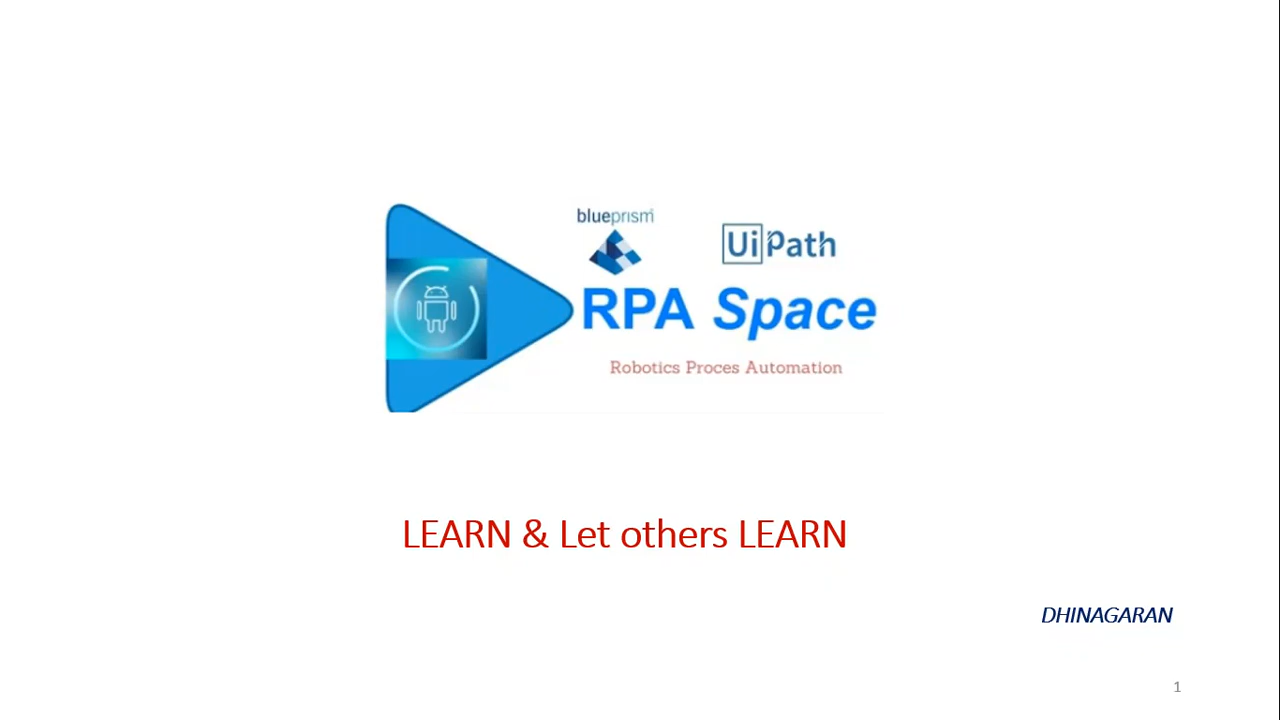 blueprism
UiPath
RPA Space
Robotics Proces Automation
LEARN & Let others LEARN
DHINAGARAN
1